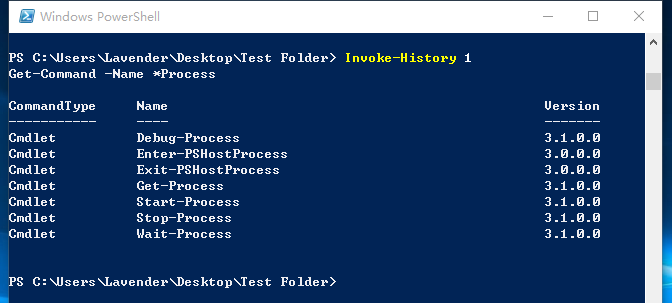 Windows PowerShell
PS C:\Users\Lavender\Desktop\Test Folder> Invoke-History 1
Get-Command -Name *Process
CommandType Name Version
----------- ---- -------
Cmdlet Debug-Process 3.1.0.0
Cmdlet Enter-PSHostProcess 3.0.0.0
Cmdlet Exit-PSHostProcess 3.0.0.0
Cmdlet Get-Process 3.1.0.0
Cmdlet Start-Process 3.1.0.0
Cmdlet Stop-Process 3.1.0.0
Cmdlet Wait-Process 3.1.0.0
PS C:\Users\Lavender\Desktop\Test Folder>